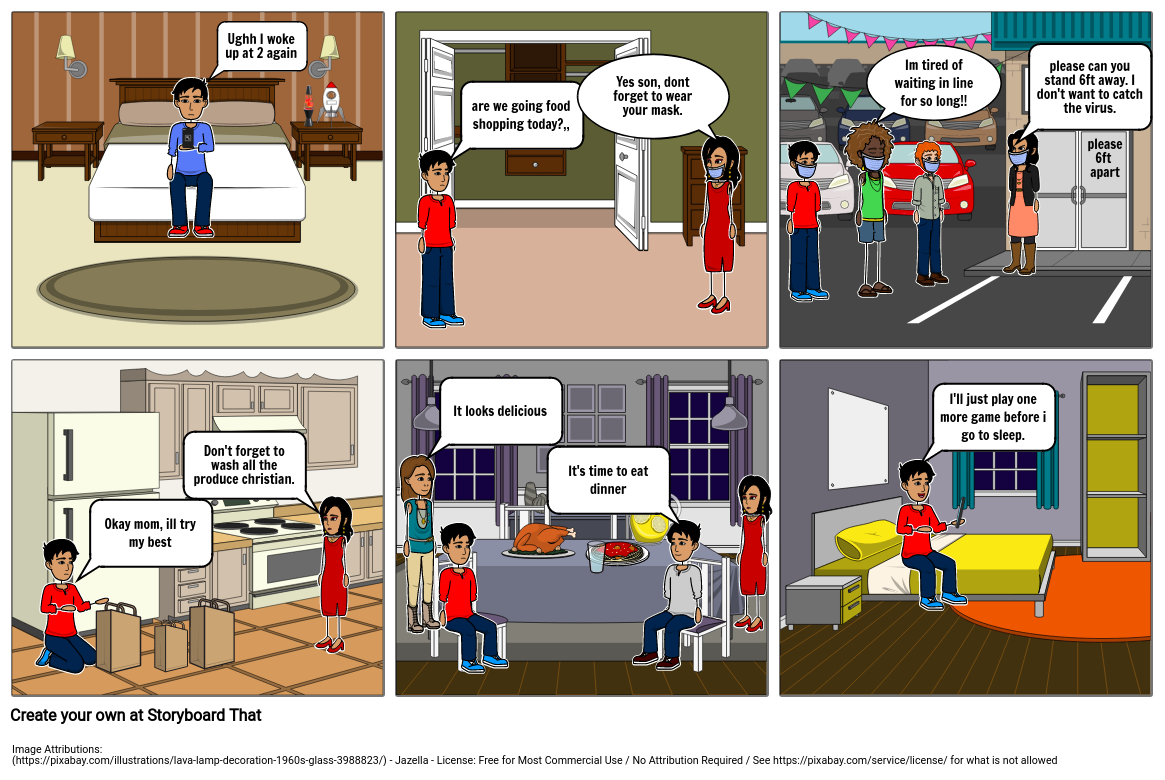 Ughh I woke
up at 2 again
are we going food
shopping today?,,
Yes son, dont
forget to wear
your mask.
Im tired of
waiting in line
for so long!!
please can you
stand 6ft away. I
don't want to catch
the virus.
please
6ft
apart
Don't forget to
wash all the
produce christian.
Okay mom, ill try
my best
It looks delicious
It's time to eat
dinner
I'll just play one
more game before i
go to sleep.
Create your own at Storyboard That
Image Attributions:
(https://pixabay.com/illustrations/lava-lamp-decoration-1960s-glass-3988823/) - Jazella - License: Free for Most Commercial Use / No Attribution Required / See https://pixabay.com/service/license/ for what is not allowed